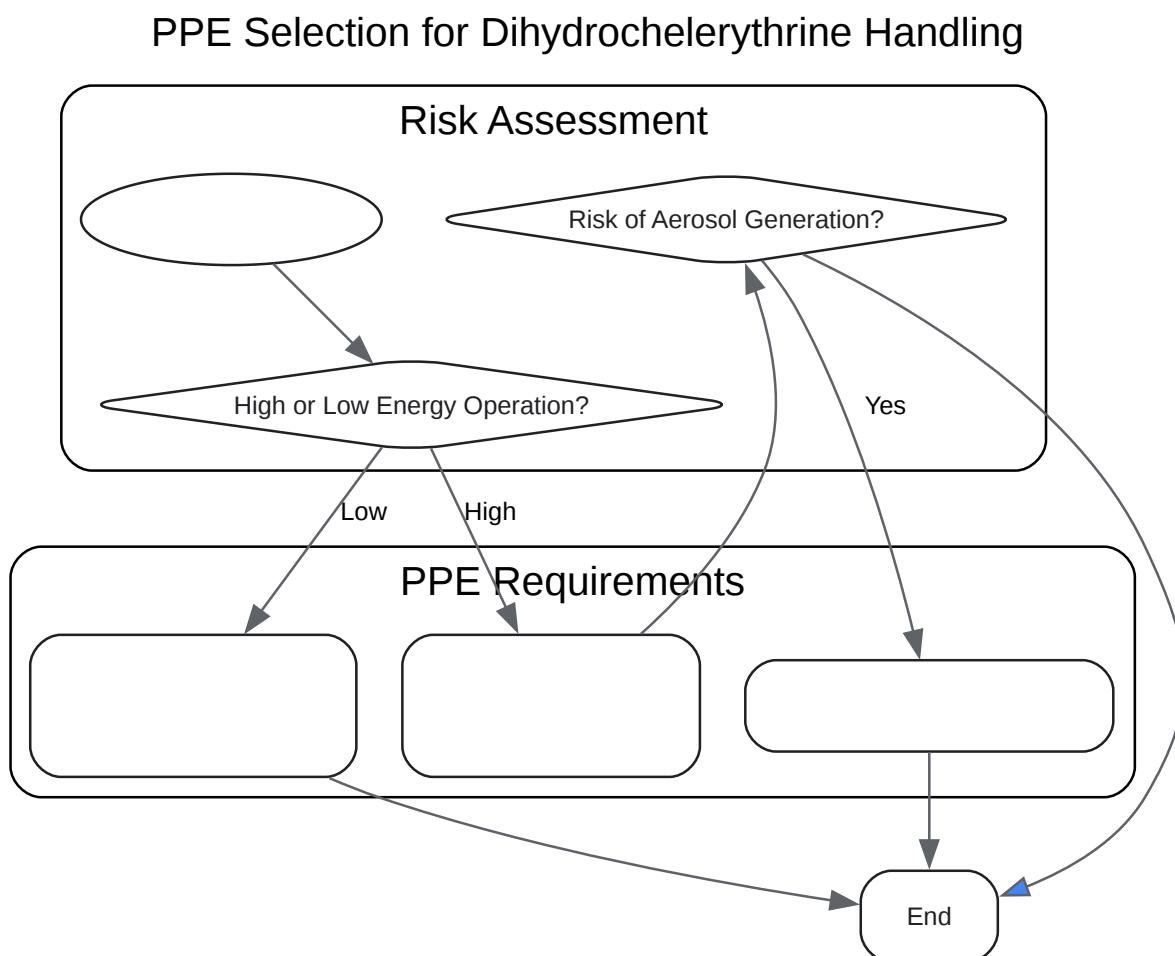 PPE Selection for Dihydrochelerythrine Handling
Risk Assessment
Risk of Aerosol Generation?
High or Low Energy Operation?
Yes
Low
High
PPE Requirements
End